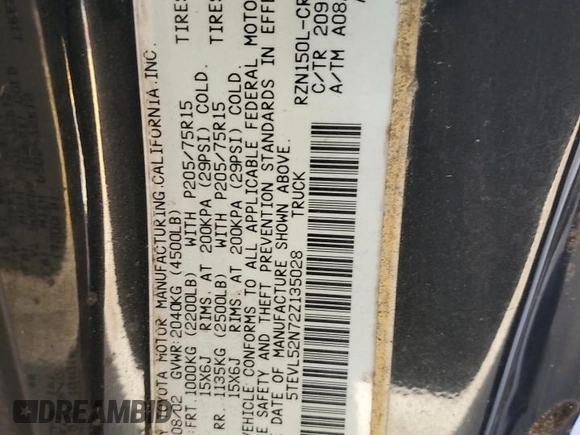 Y TOYOTA MOTOR MANUFACTURING, CALIFORNIA, INC.
08/02 GVWR: 2040KG (4500LB)
FRT. 1000KG (2200LB) WITH P205/75R15 TIRES
15X6J RIMS, AT 200KPA (29PSI) COLD.
RR. 1135KG (2500LB) WITH P205/75R15 TIRES
15X6J RIMS, AT 200KPA (29PSI) COLD.
VEHICLE CONFORMS TO ALL APPLICABLE FEDERAL MOTOR
E SAFETY AND THEFT PREVENTION STANDARDS IN EFFE
DATE OF MANUFACTURE SHOWN ABOVE.
5TEVL52N72Z135028 TRUCK
RZN150L-CR
C/TR 209
A/TM A08
DREAMBID